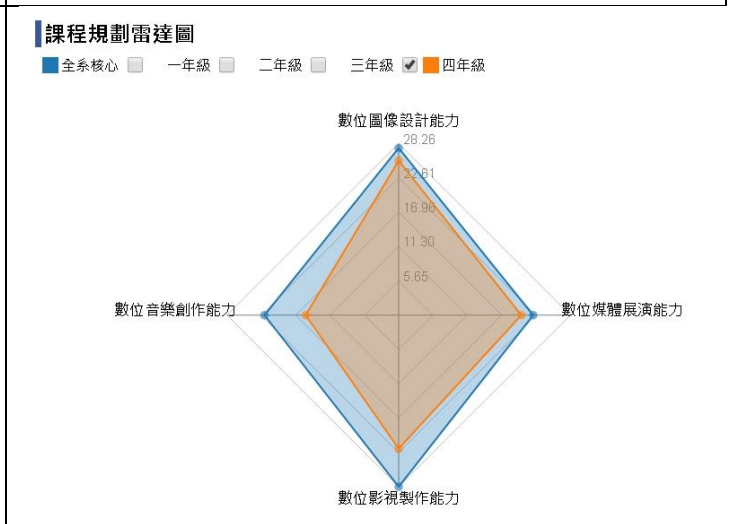 課程規劃雷達圖
全系核心 一年級 二年級 三年級 四年級
數位圖像設計能力
28.26
22.61
16.96
11.30
5.65
數位音樂創作能力 數位媒體展演能力
數位影視製作能力